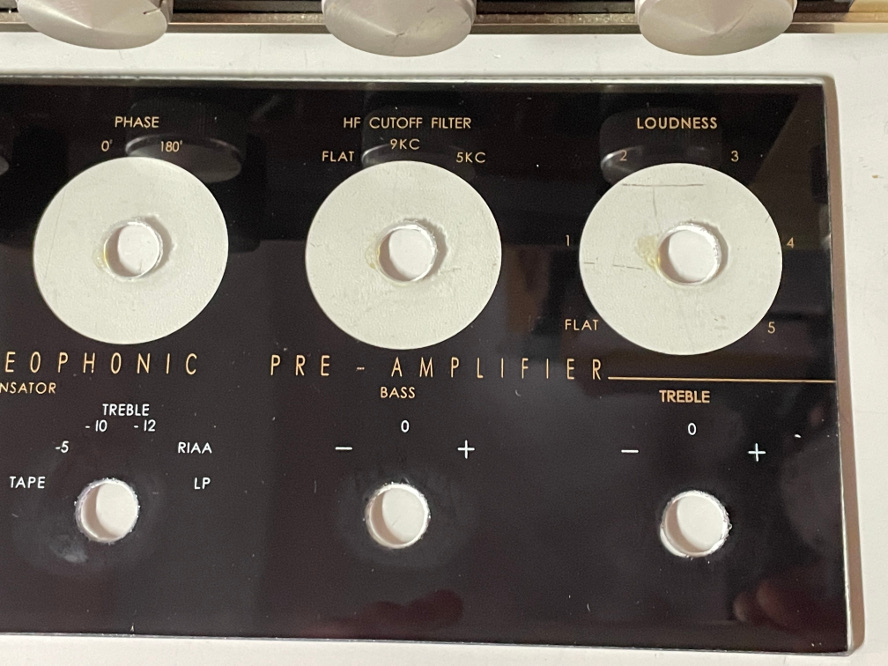 PHASE
0° 180°
HF CUTOFF FILTER
FLAT 9KC 5KC
LOUDNESS
FLAT 1 2 3 4 5
EOPHONIC PRE-AMPLIFIER
NSATOR
TREBLE
TAPE -5 -10 -12 RIAA LP
BASS
− 0 +
TREBLE
− 0 +